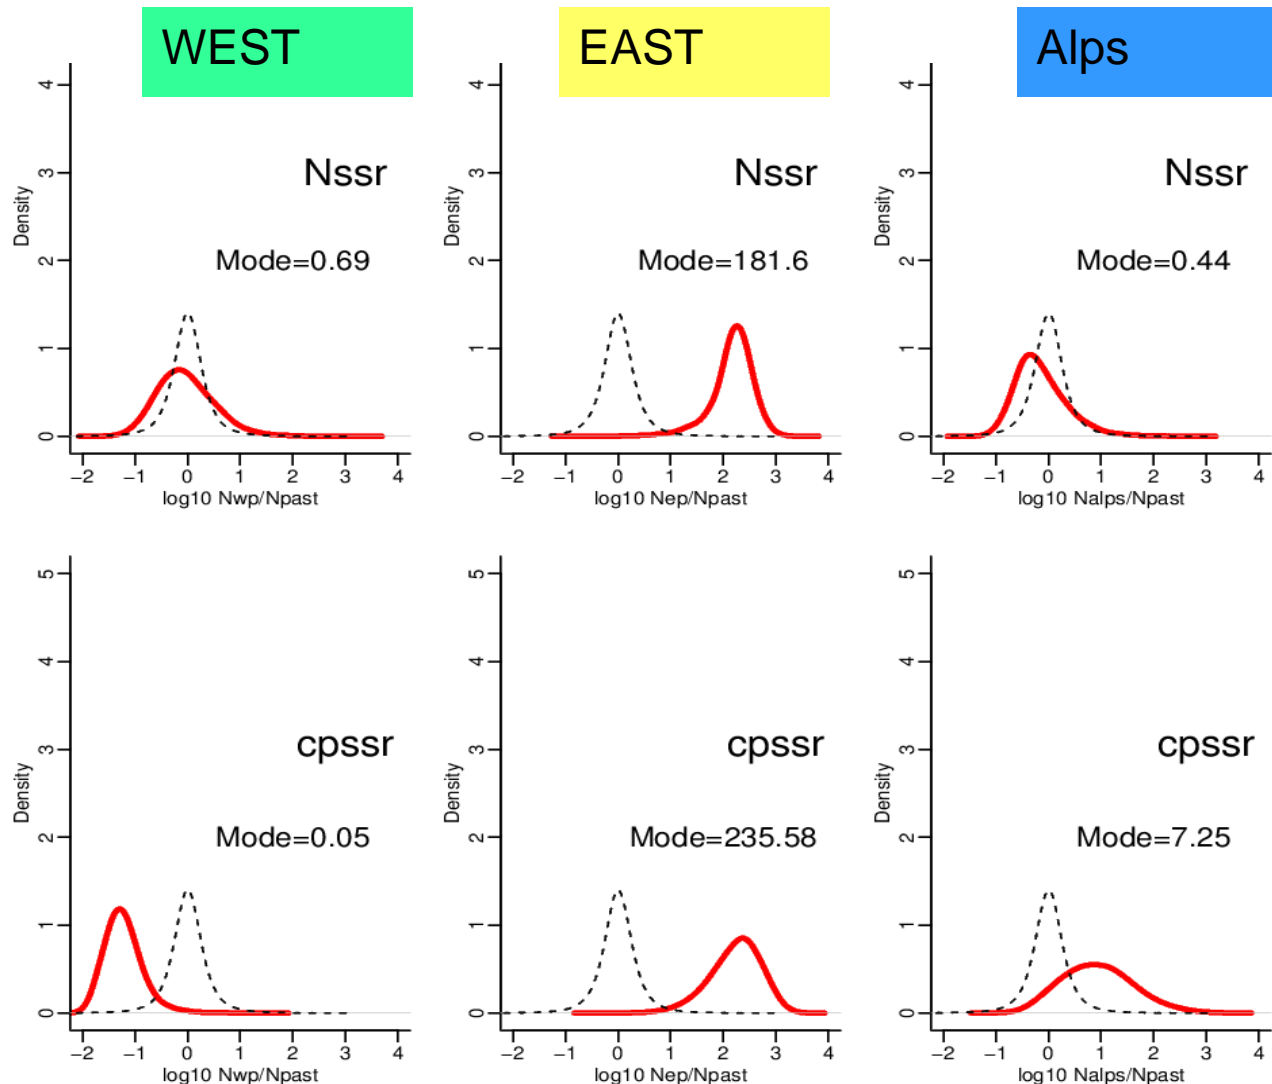 WEST
EAST
Alps
4
3
2
1
0
Density
Nssr
Mode=0.69
−2 −1 0 1 2 3 4
log10 Nwp/Npast
4
3
2
1
0
Density
Nssr
Mode=181.6
−2 −1 0 1 2 3 4
log10 Nep/Npast
4
3
2
1
0
Density
Nssr
Mode=0.44
−2 −1 0 1 2 3 4
log10 Nalps/Npast
5
4
3
2
1
0
Density
cpssr
Mode=0.05
−2 −1 0 1 2 3 4
log10 Nwp/Npast
5
4
3
2
1
0
Density
cpssr
Mode=235.58
−2 −1 0 1 2 3 4
log10 Nep/Npast
5
4
3
2
1
0
Density
cpssr
Mode=7.25
−2 −1 0 1 2 3 4
log10 Nalps/Npast